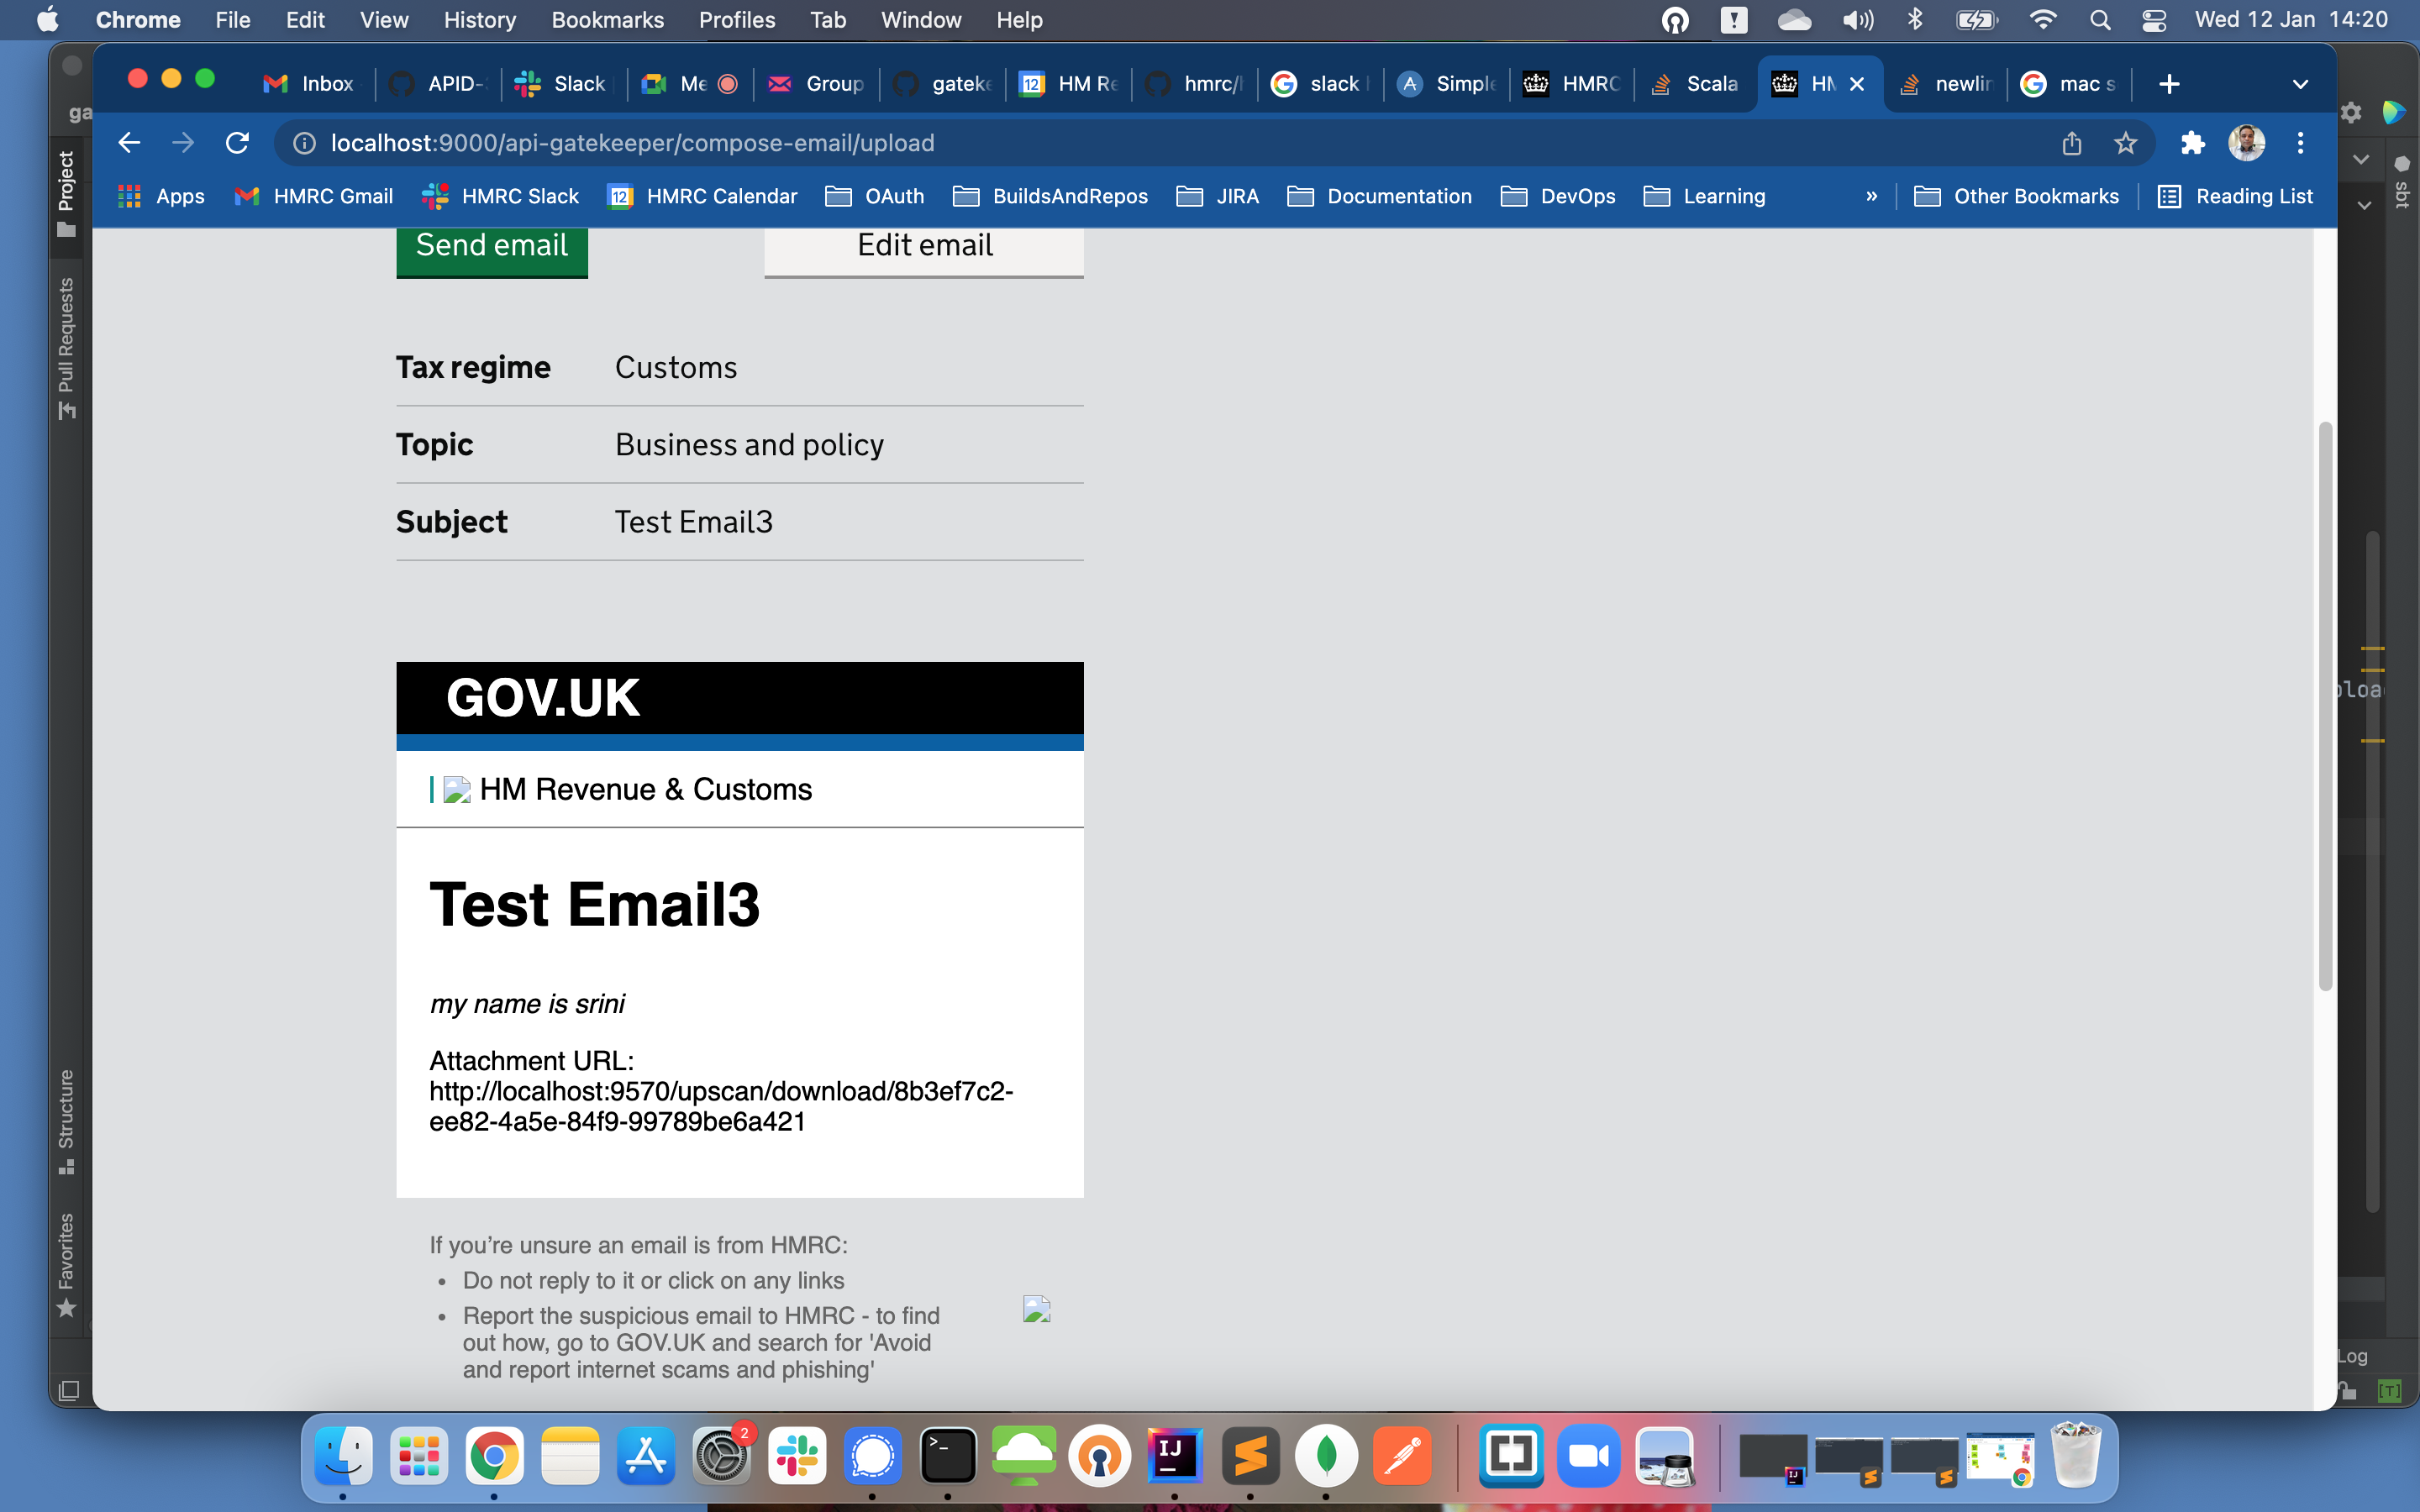 Chrome File Edit View History Bookmarks Profiles Tab Window Help Wed 12 Jan 14:20
Inbox APID- Slack Me Group gateke HM Re hmrc/ slack Simple HMRC Scala HM newlin mac s
localhost:9000/api-gatekeeper/compose-email/upload
Apps HMRC Gmail HMRC Slack 12 HMRC Calendar OAuth BuildsAndRepos JIRA Documentation DevOps Learning » Other Bookmarks Reading List
ga
Project
Pull Requests
Structure
Favorites
sbt
Send email Edit email
Tax regime Customs
Topic Business and policy
Subject Test Email3
GOV.UK
HM Revenue & Customs
Test Email3
my name is srini
Attachment URL:
http://localhost:9570/upscan/download/8b3ef7c2-
ee82-4a5e-84f9-99789be6a421
If you’re unsure an email is from HMRC:
• Do not reply to it or click on any links
• Report the suspicious email to HMRC - to find
out how, go to GOV.UK and search for 'Avoid
and report internet scams and phishing'
Log
[T]
2
IJ